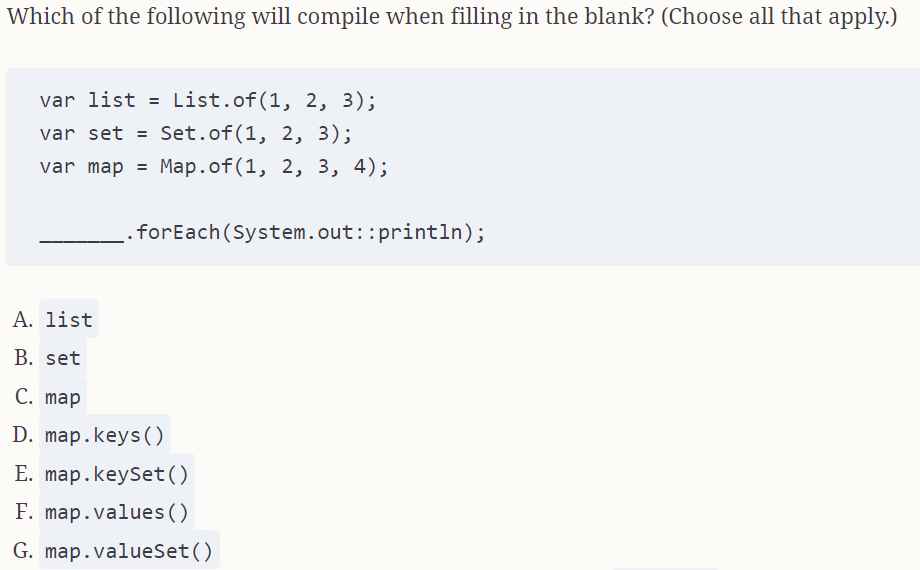 Which of the following will compile when filling in the blank? (Choose all that apply.)
var list = List.of(1, 2, 3);
var set = Set.of(1, 2, 3);
var map = Map.of(1, 2, 3, 4);
_______.forEach(System.out::println);
A. list
B. set
C. map
D. map.keys()
E. map.keySet()
F. map.values()
G. map.valueSet()